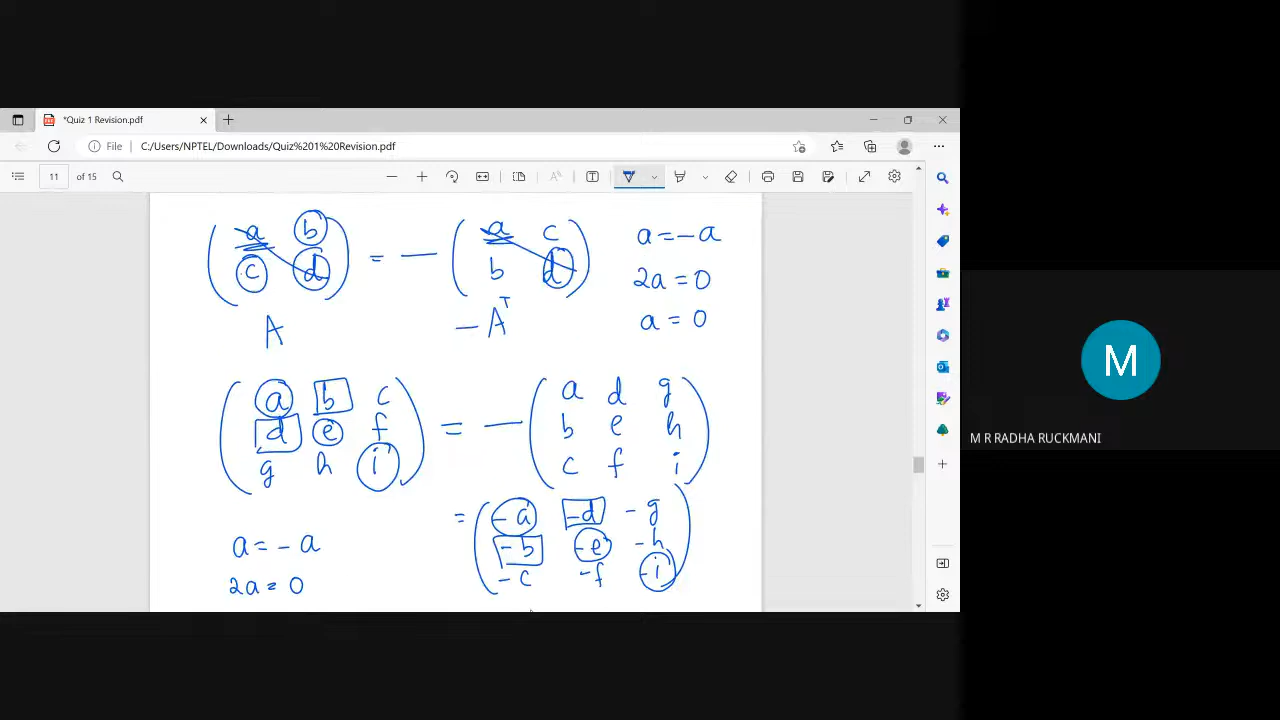 *Quiz 1 Revision.pdf
File C:/Users/NPTEL/Downloads/Quiz%201%20Revision.pdf
11 of 15
a b = - a c a = -a
c d b d 2a = 0
A -Aᵀ a = 0
a b c a d g
d e f = - b e h
g h i c f i
= -a -d -g
a = -a -b -e -h
2a = 0 -c -f -i
M
M R RADHA RUCKMANI